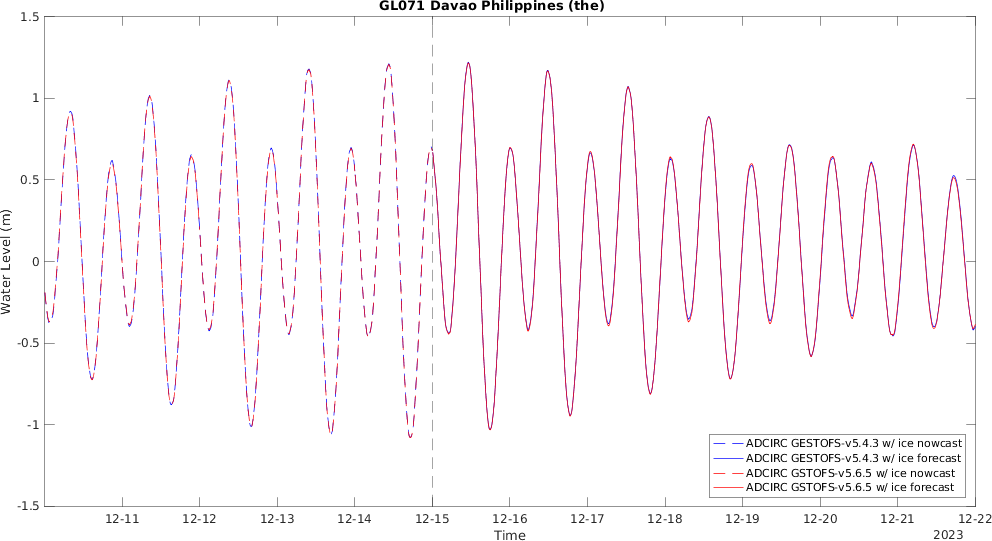 GL071 Davao Philippines (the)
1.5
1
0.5
0
-0.5
-1
-1.5
Water Level (m)
12-11
12-12
12-13
12-14
12-15
12-16
12-17
12-18
12-19
12-20
12-21
12-22
Time
2023
ADCIRC GESTOFS-v5.4.3 w/ ice nowcast
ADCIRC GESTOFS-v5.4.3 w/ ice forecast
ADCIRC GSTOFS-v5.6.5 w/ ice nowcast
ADCIRC GSTOFS-v5.6.5 w/ ice forecast